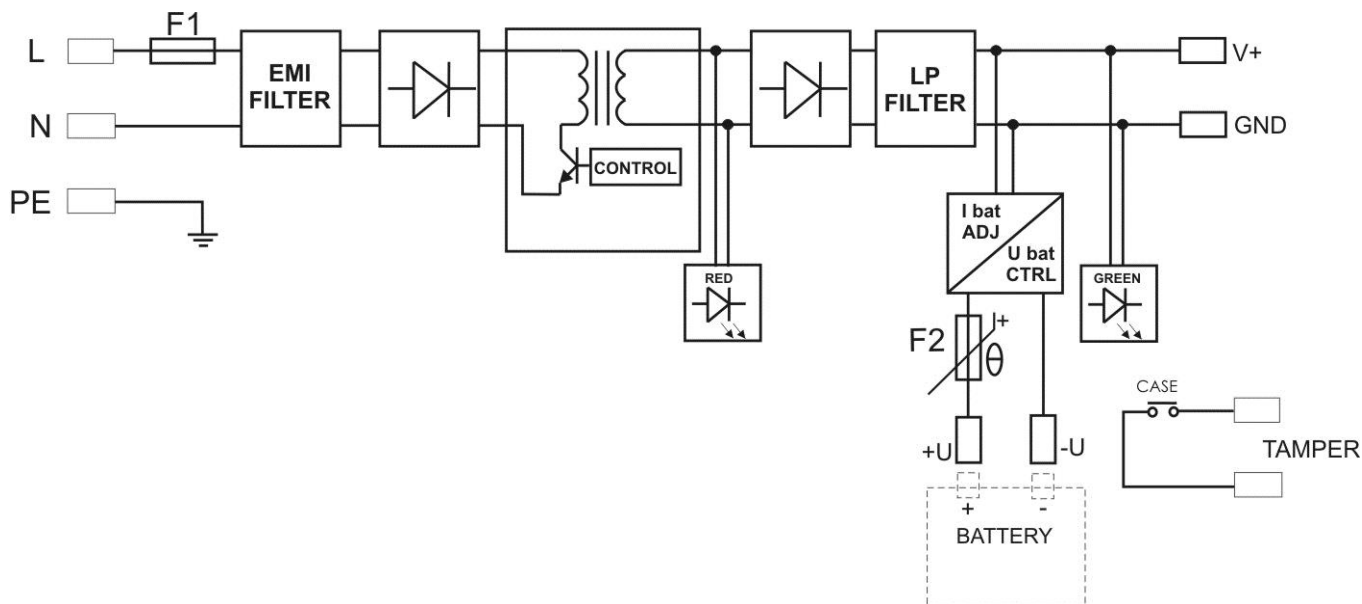 F1
L
EMI
FILTER
LP
FILTER
V+
N
GND
CONTROL
PE
I bat
ADJ
U bat
CTRL
RED
GREEN
F2
I+
θ
CASE
+U
-U
TAMPER
+
-
BATTERY